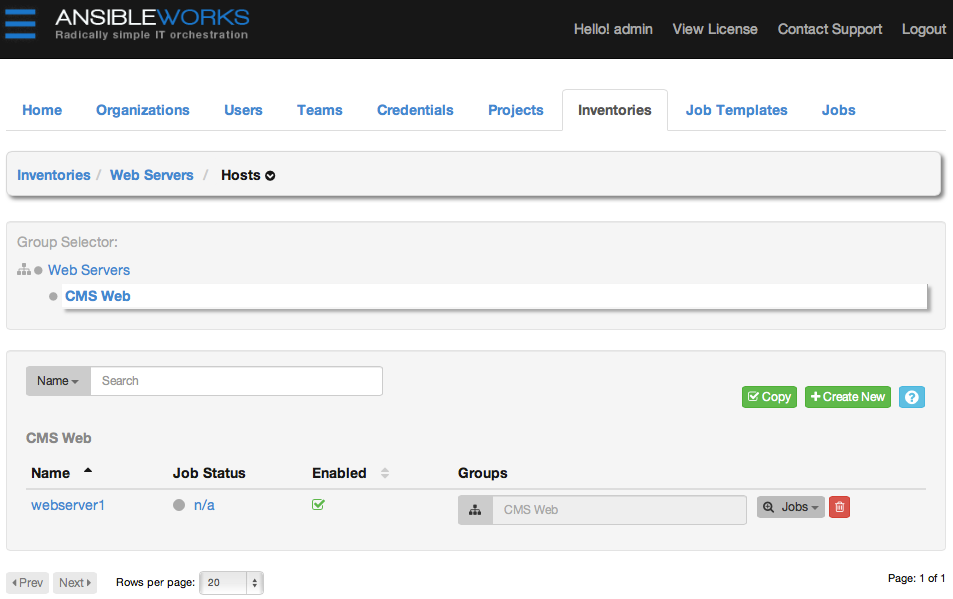 ANSIBLEWORKS
Radically simple IT orchestration
Hello! admin View License Contact Support Logout
Home Organizations Users Teams Credentials Projects Inventories Job Templates Jobs
Inventories / Web Servers / Hosts
Group Selector:
Web Servers
CMS Web
Name Search
Copy Create New ?
CMS Web
Name Job Status Enabled Groups
webserver1 n/a CMS Web Jobs
Prev Next Rows per page: 20 Page: 1 of 1